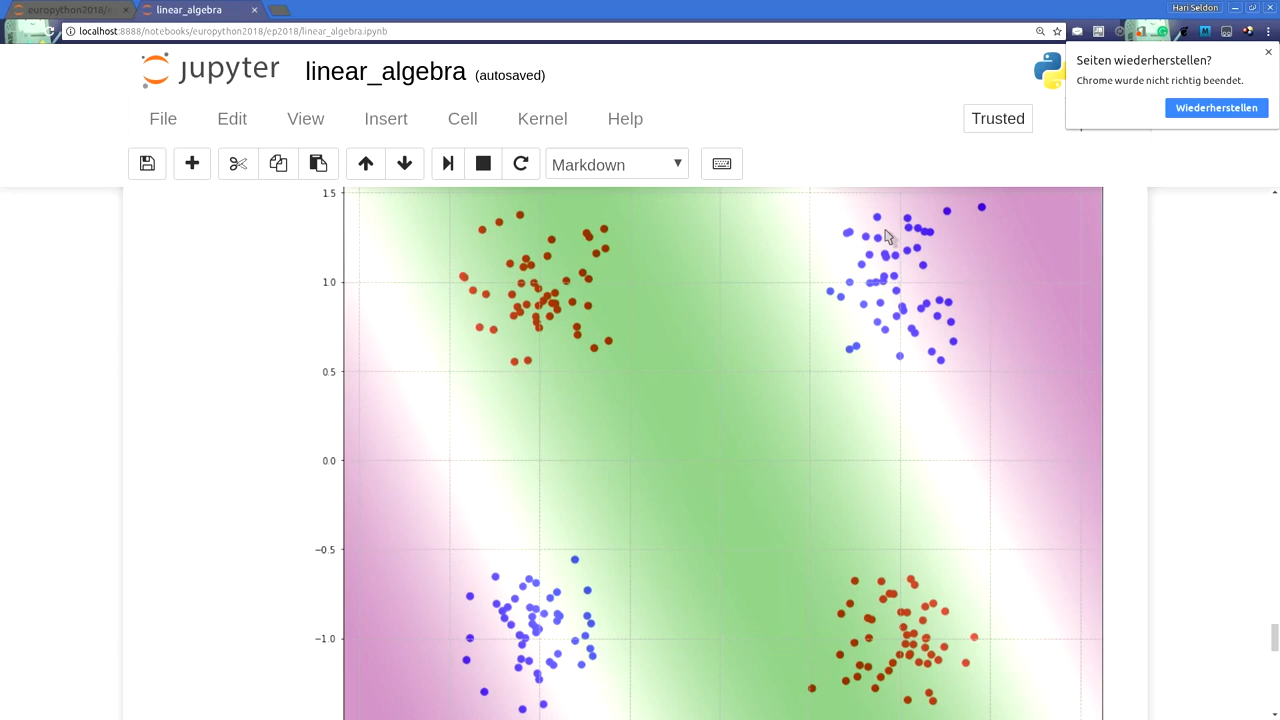 europython2018/e
linear_algebra
Hari Seldon
localhost:8888/notebooks/europython2018/ep2018/linear_algebra.ipynb
Seiten wiederherstellen?
Chrome wurde nicht richtig beendet.
Wiederherstellen
jupyter linear_algebra (autosaved)
File Edit View Insert Cell Kernel Help
Trusted
Markdown
1.5
1.0
0.5
0.0
−0.5
−1.0